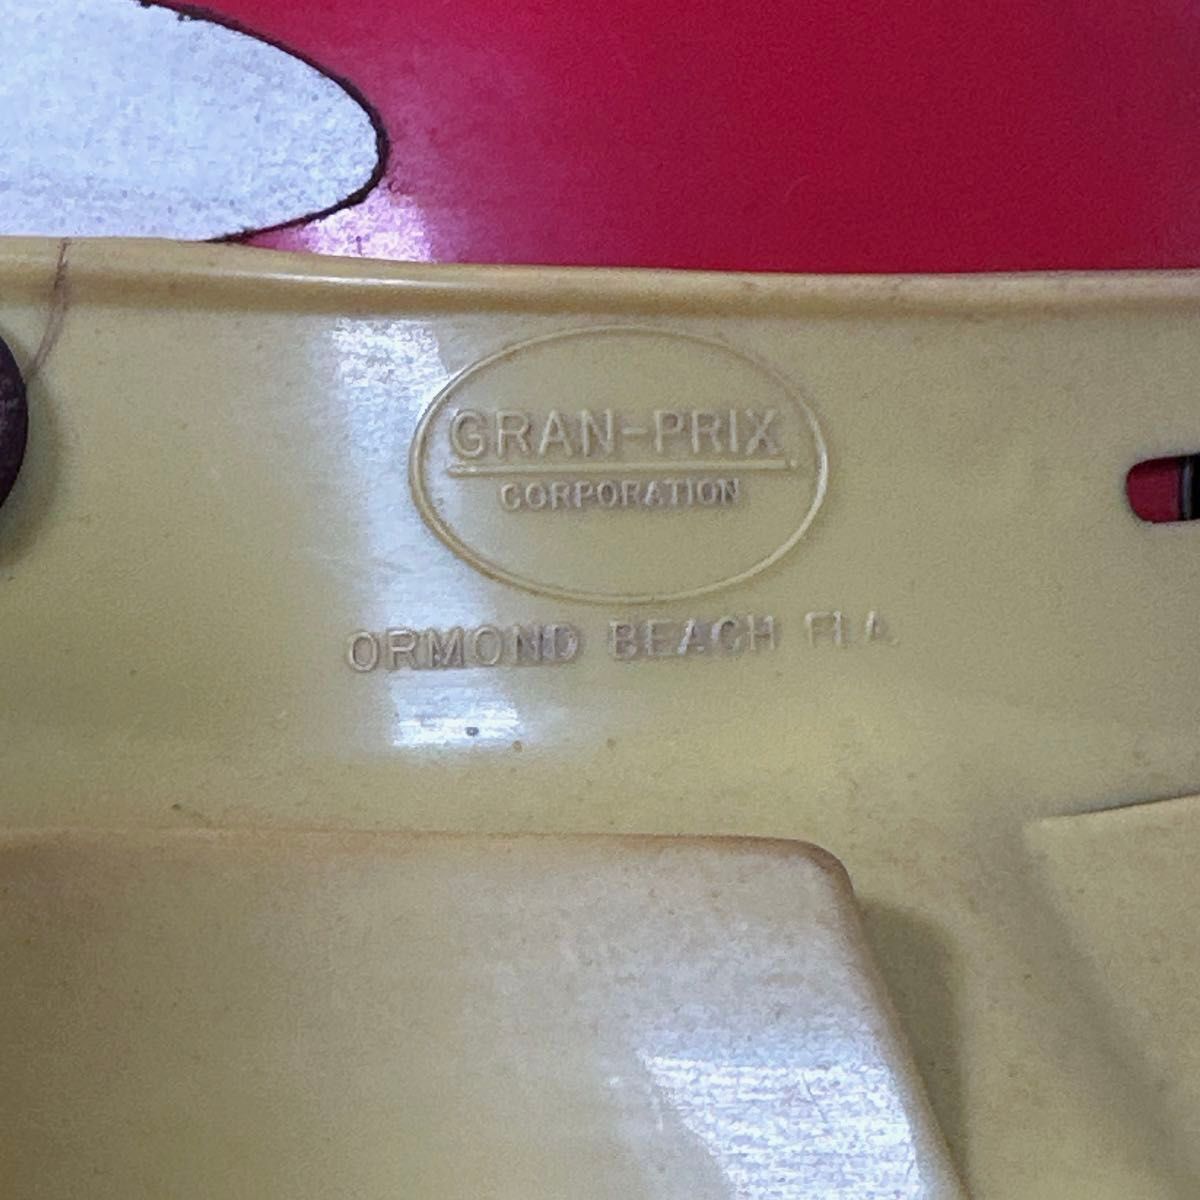 GRAN-PRIX
CORPORATION
ORMOND BEACH FLA